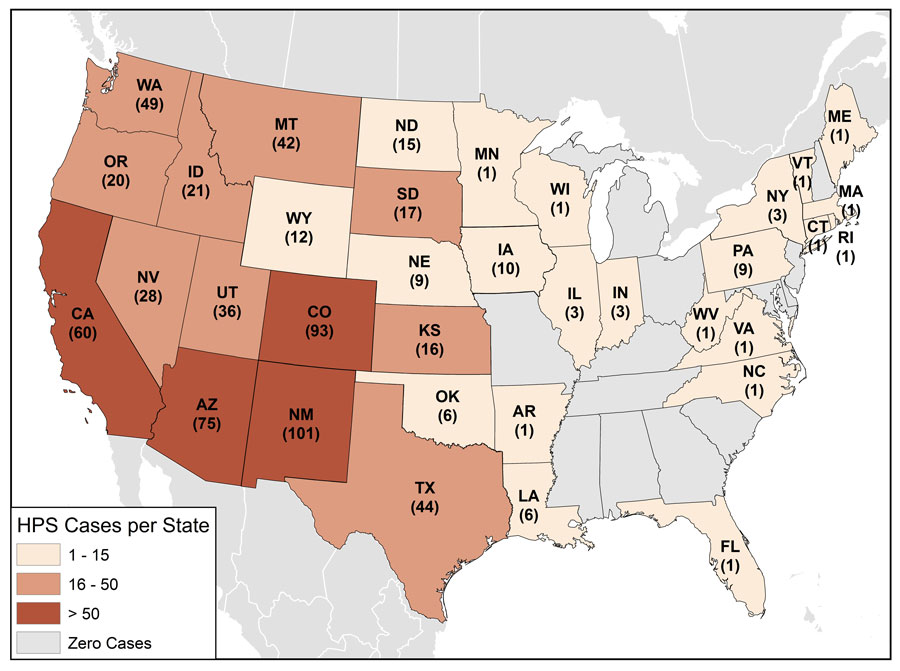 WA
(49)
MT
(42)
ND
(15)
MN
(1)
ME
(1)
VT
(1)
OR
(20)
ID
(21)
SD
(17)
WI
(1)
NY
(3)
MA
(1)
WY
(12)
CT
(1)
RI
(1)
NE
(9)
IA
(10)
PA
(9)
NV
(28)
UT
(36)
CO
(93)
CA
(60)
KS
(16)
IL
(3)
IN
(3)
WV
(1)
VA
(1)
NC
(1)
AZ
(75)
NM
(101)
OK
(6)
AR
(1)
TX
(44)
LA
(6)
FL
(1)
HPS Cases per State
1 - 15
16 - 50
> 50
Zero Cases